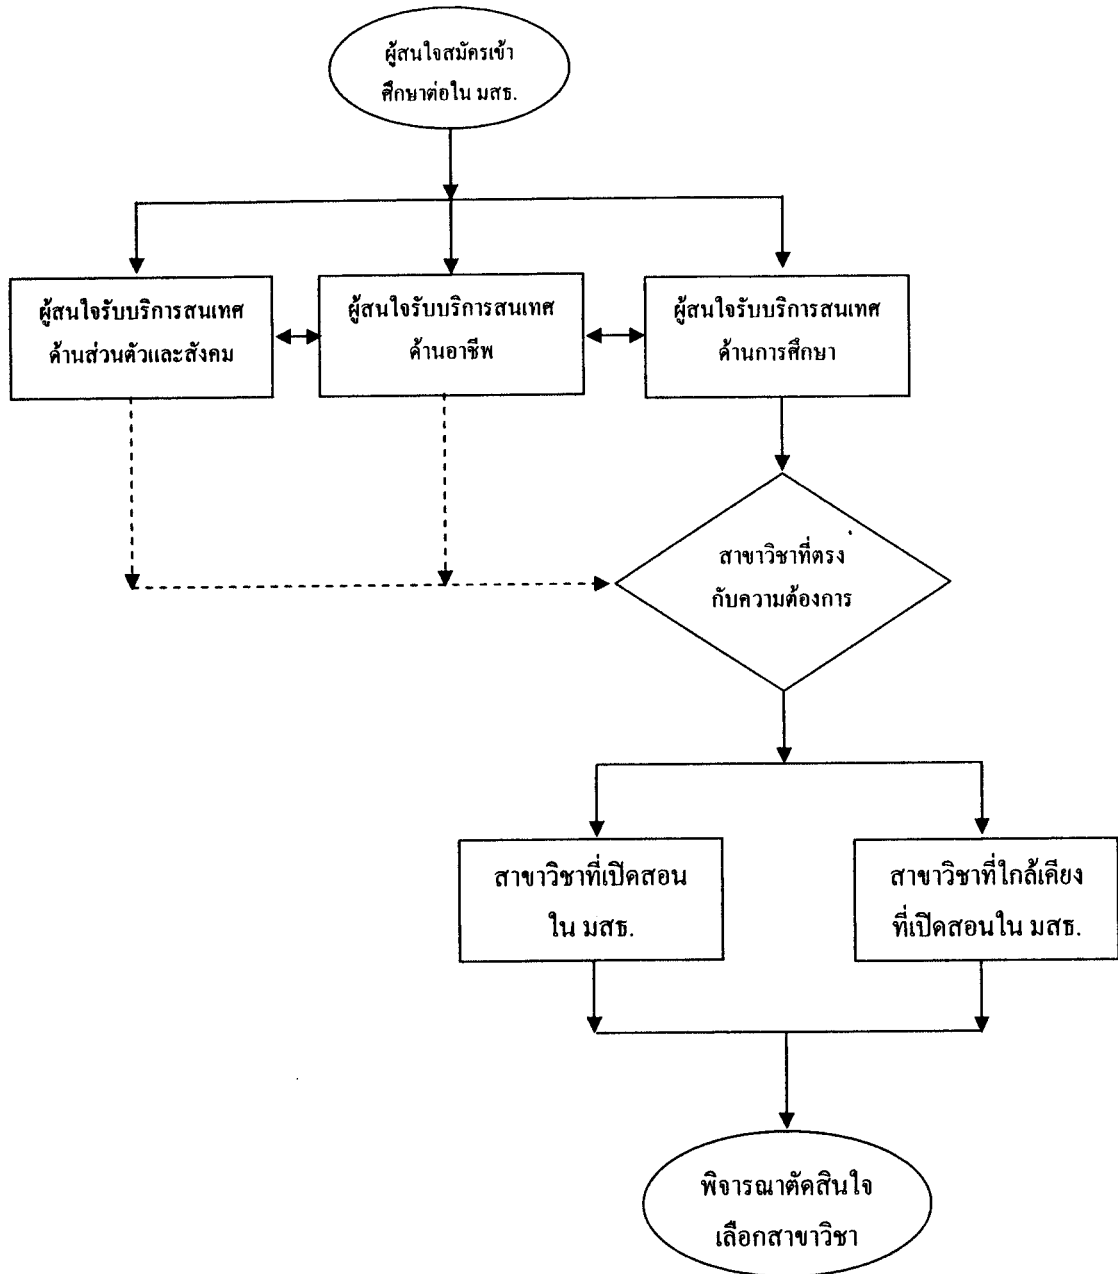 ผู้สนใจสมัครเข้า
ศึกษาต่อใน มสธ.
ผู้สนใจรับบริการสนเทศ
ด้านส่วนตัวและสังคม
ผู้สนใจรับบริการสนเทศ
ด้านอาชีพ
ผู้สนใจรับบริการสนเทศ
ด้านการศึกษา
สาขาวิชาที่ตรง
กับความต้องการ
สาขาวิชาที่เปิดสอน
ใน มสธ.
สาขาวิชาที่ใกล้เคียง
ที่เปิดสอนใน มสธ.
พิจารณาตัดสินใจ
เลือกสาขาวิชา